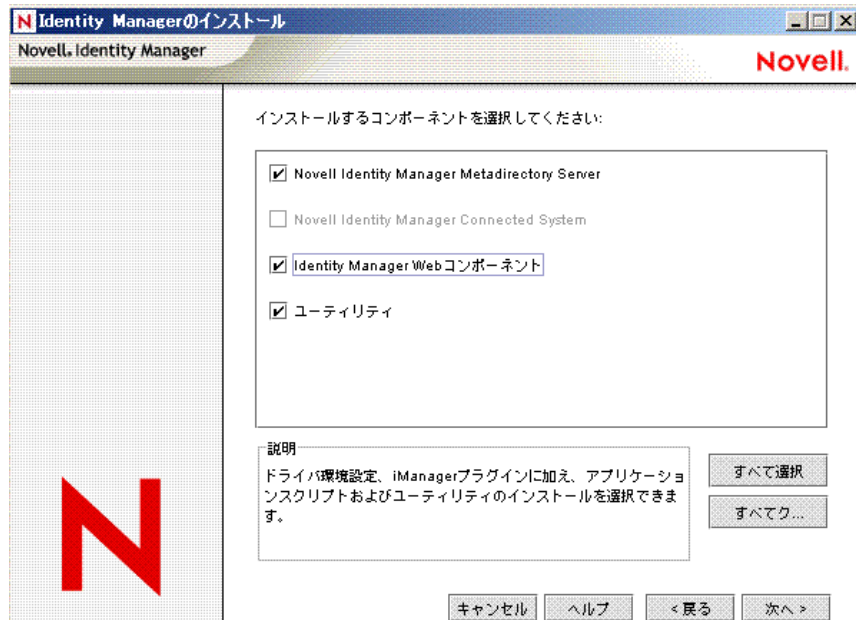 Identity Managerのインストール
Novell. Identity Manager
Novell.
インストールするコンポーネントを選択してください:
Novell Identity Manager Metadirectory Server
Novell Identity Manager Connected System
Identity Manager Webコンポーネント
ユーティリティ
説明
ドライバ環境設定、iManagerプラグインに加え、アプリケーショ
ンスクリプトおよびユーティリティのインストールを選択できま
す。
すべて選択
すべてク...
キャンセル
ヘルプ
<戻る
次へ>